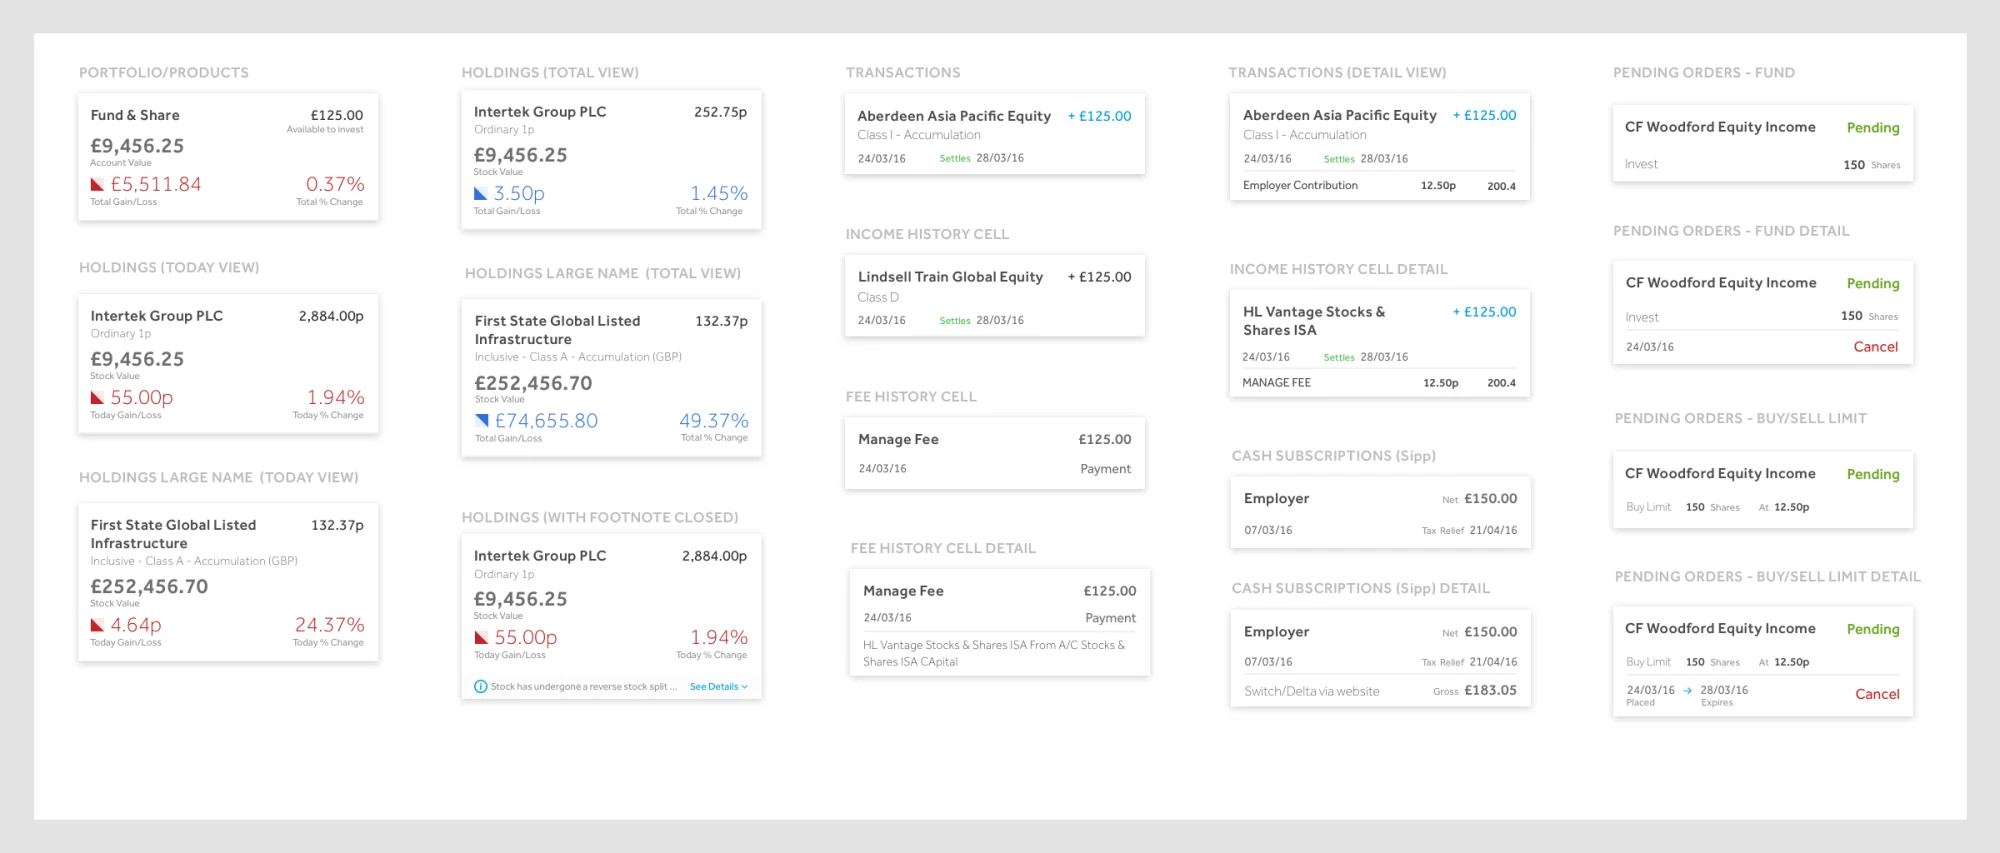 PORTFOLIO/PRODUCTS
Fund & Share £125.00
Available to invest
£9,456.25
Account Value
£5,511.84 0.37%
Total Gain/Loss Total % Change
HOLDINGS (TODAY VIEW)
Intertek Group PLC 2,884.00p
Ordinary 1p
£9,456.25
Stock Value
55.00p 1.94%
Today Gain/Loss Today % Change
HOLDINGS LARGE NAME (TODAY VIEW)
First State Global Listed 132.37p
Infrastructure
Inclusive - Class A - Accumulation (GBP)
£252,456.70
Stock Value
4.64p 24.37%
Today Gain/Loss Today % Change
HOLDINGS (TOTAL VIEW)
Intertek Group PLC 252.75p
Ordinary 1p
£9,456.25
Stock Value
3.50p 1.45%
Total Gain/Loss Total % Change
HOLDINGS LARGE NAME (TOTAL VIEW)
First State Global Listed 132.37p
Infrastructure
Inclusive - Class A - Accumulation (GBP)
£252,456.70
Stock Value
£74,655.80 49.37%
Total Gain/Loss Total % Change
HOLDINGS (WITH FOOTNOTE CLOSED)
Intertek Group PLC 2,884.00p
Ordinary 1p
£9,456.25
Stock Value
55.00p 1.94%
Today Gain/Loss Today % Change
i Stock has undergone a reverse stock split ... See Details
TRANSACTIONS
Aberdeen Asia Pacific Equity + £125.00
Class I - Accumulation
24/03/16 Settles 28/03/16
INCOME HISTORY CELL
Lindsell Train Global Equity + £125.00
Class D
24/03/16 Settles 28/03/16
FEE HISTORY CELL
Manage Fee £125.00
24/03/16 Payment
FEE HISTORY CELL DETAIL
Manage Fee £125.00
24/03/16 Payment
HL Vantage Stocks & Shares ISA From A/C Stocks &
Shares ISA CApital
TRANSACTIONS (DETAIL VIEW)
Aberdeen Asia Pacific Equity + £125.00
Class I - Accumulation
24/03/16 Settles 28/03/16
Employer Contribution 12.50p 200.4
INCOME HISTORY CELL DETAIL
HL Vantage Stocks & + £125.00
Shares ISA
24/03/16 Settles 28/03/16
MANAGE FEE 12.50p 200.4
CASH SUBSCRIPTIONS (Sipp)
Employer Net £150.00
07/03/16 Tax Relief 21/04/16
CASH SUBSCRIPTIONS (Sipp) DETAIL
Employer Net £150.00
07/03/16 Tax Relief 21/04/16
Switch/Delta via website Gross £183.05
PENDING ORDERS - FUND
CF Woodford Equity Income Pending
Invest 150 Shares
PENDING ORDERS - FUND DETAIL
CF Woodford Equity Income Pending
Invest 150 Shares
24/03/16 Cancel
PENDING ORDERS - BUY/SELL LIMIT
CF Woodford Equity Income Pending
Buy Limit 150 Shares At 12.50p
PENDING ORDERS - BUY/SELL LIMIT DETAIL
CF Woodford Equity Income Pending
Buy Limit 150 Shares At 12.50p
24/03/16 → 28/03/16 Cancel
Placed Expires